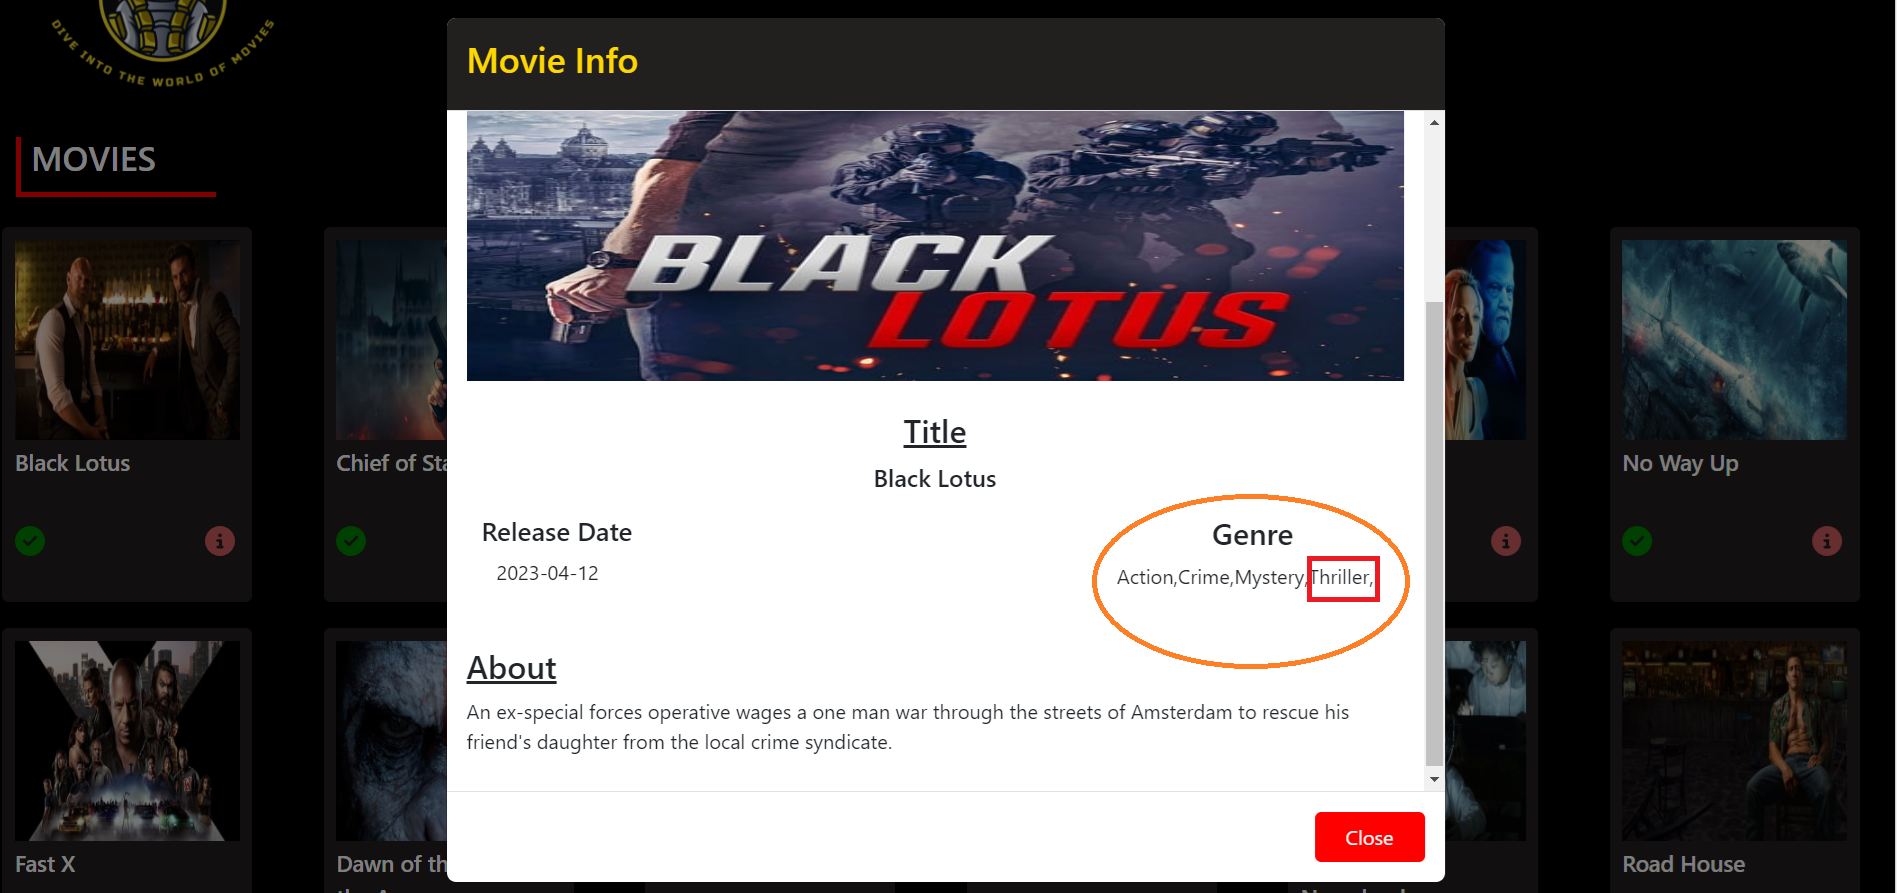 DIVE INTO THE WORLD OF MOVIES
Movie Info
MOVIES
BLACK
LOTUS
Title
Black Lotus
Release Date
Genre
2023-04-12
Action,Crime,Mystery,Thriller,
About
An ex-special forces operative wages a one man war through the streets of Amsterdam to rescue his
friend's daughter from the local crime syndicate.
Close
Black Lotus
Chief of Sta
No Way Up
Fast X
Dawn of th
Road House